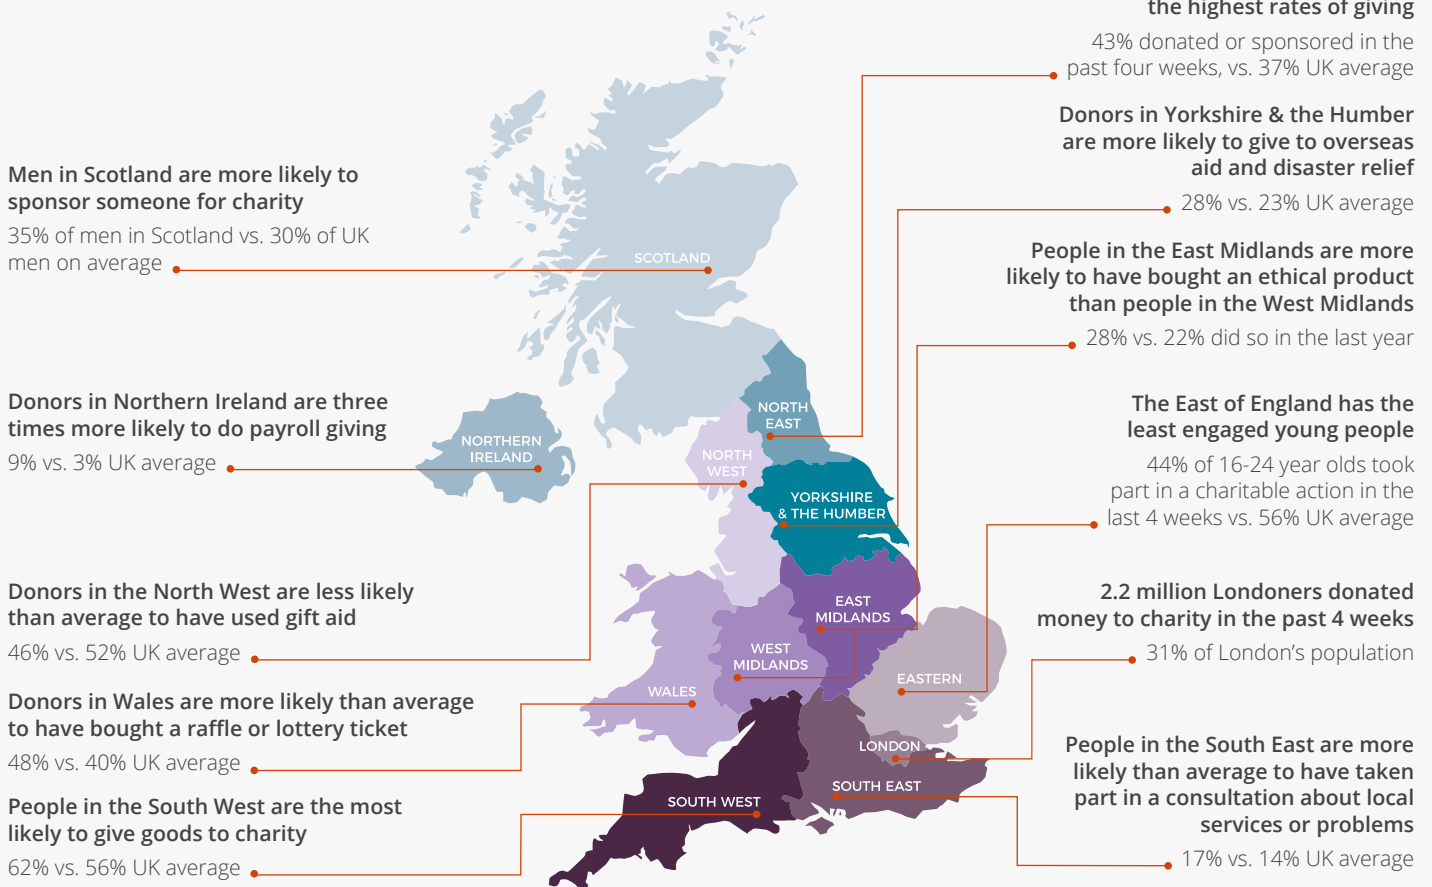 the highest rates of giving
43% donated or sponsored in the
past four weeks, vs. 37% UK average
Donors in Yorkshire & the Humber
are more likely to give to overseas
aid and disaster relief
28% vs. 23% UK average
People in the East Midlands are more
likely to have bought an ethical product
than people in the West Midlands
28% vs. 22% did so in the last year
The East of England has the
least engaged young people
44% of 16-24 year olds took
part in a charitable action in the
last 4 weeks vs. 56% UK average
2.2 million Londoners donated
money to charity in the past 4 weeks
31% of London’s population
People in the South East are more
likely than average to have taken
part in a consultation about local
services or problems
17% vs. 14% UK average
Men in Scotland are more likely to
sponsor someone for charity
35% of men in Scotland vs. 30% of UK
men on average
Donors in Northern Ireland are three
times more likely to do payroll giving
9% vs. 3% UK average
Donors in the North West are less likely
than average to have used gift aid
46% vs. 52% UK average
Donors in Wales are more likely than average
to have bought a raffle or lottery ticket
48% vs. 40% UK average
People in the South West are the most
likely to give goods to charity
62% vs. 56% UK average
SCOTLAND
NORTHERN
IRELAND
NORTH
EAST
NORTH
WEST
YORKSHIRE
& THE HUMBER
EAST
MIDLANDS
WEST
MIDLANDS
WALES
EASTERN
LONDON
SOUTH EAST
SOUTH WEST